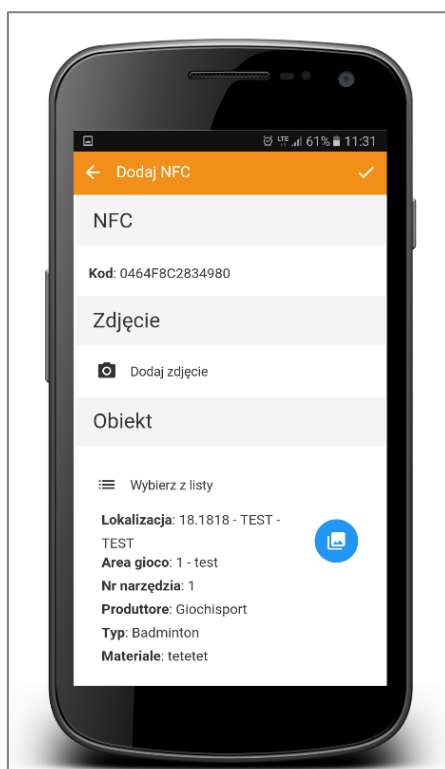 LTE 61% 11:31
Dodaj NFC
NFC
Kod: 0464F8C2834980
Zdjęcie
Dodaj zdjęcie
Obiekt
Wybierz z listy
Lokalizacja: 18.1818 - TEST -
TEST
Area gioco: 1 - test
Nr narzędzia: 1
Produttore: Giochisport
Typ: Badminton
Materiale: tetetet